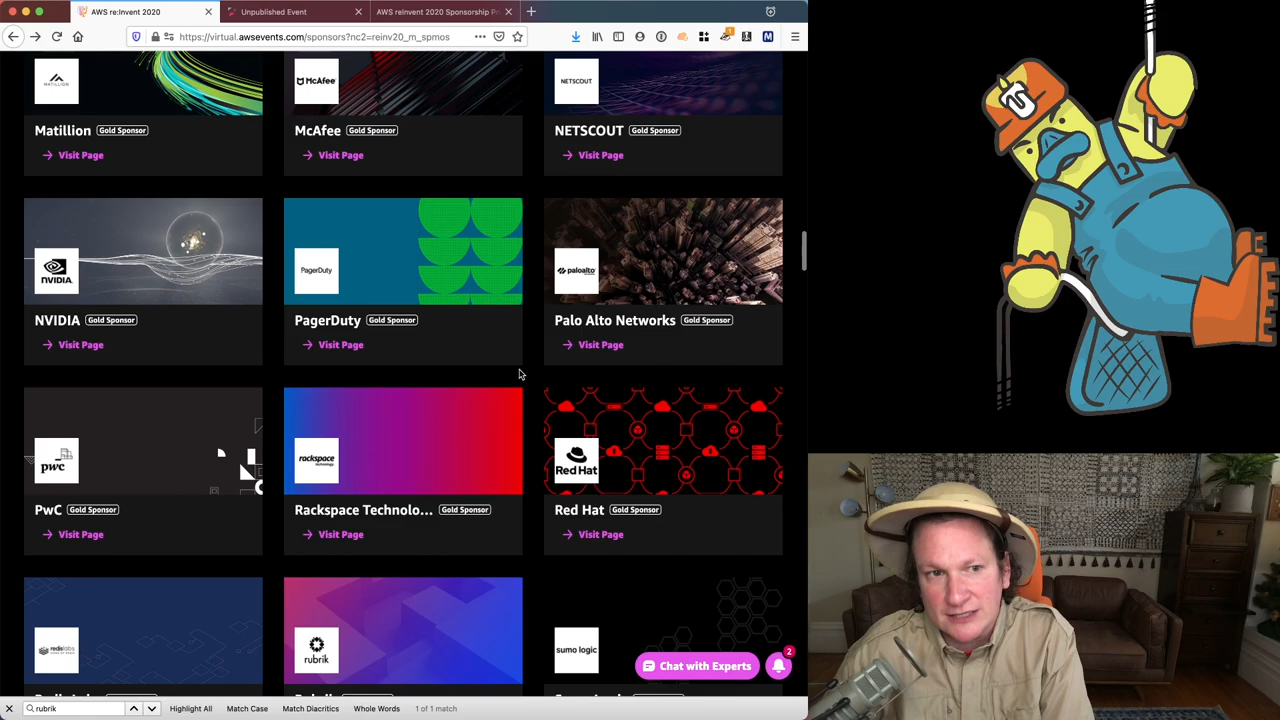 AWS re:Invent 2020
Unpublished Event
AWS reInvent 2020 Sponsorship Pr
https://virtual.awsevents.com/sponsors?nc2=reinv20_m_spmos
MATILLION
McAfee
NETSCOUT
Matillion Gold Sponsor
McAfee Gold Sponsor
NETSCOUT Gold Sponsor
Visit Page
Visit Page
Visit Page
NVIDIA.
PagerDuty
paloalto
NVIDIA Gold Sponsor
PagerDuty Gold Sponsor
Palo Alto Networks Gold Sponsor
Visit Page
Visit Page
Visit Page
pwc
rackspace
technology
Red Hat
PwC Gold Sponsor
Rackspace Technolo... Gold Sponsor
Red Hat Gold Sponsor
Visit Page
Visit Page
Visit Page
redislabs
rubrik
sumo logic
Chat with Experts
2
rubrik
Highlight All
Match Case
Match Diacritics
Whole Words
1 of 1 match